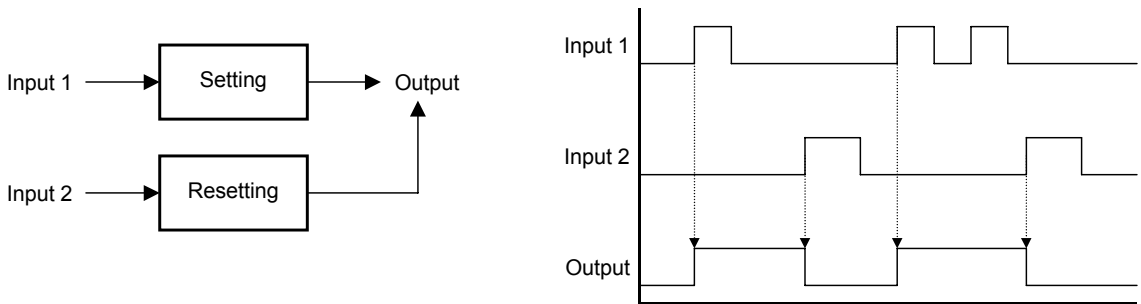 Input 1
Setting
Output
Input 2
Resetting
Input 1
Input 2
Output